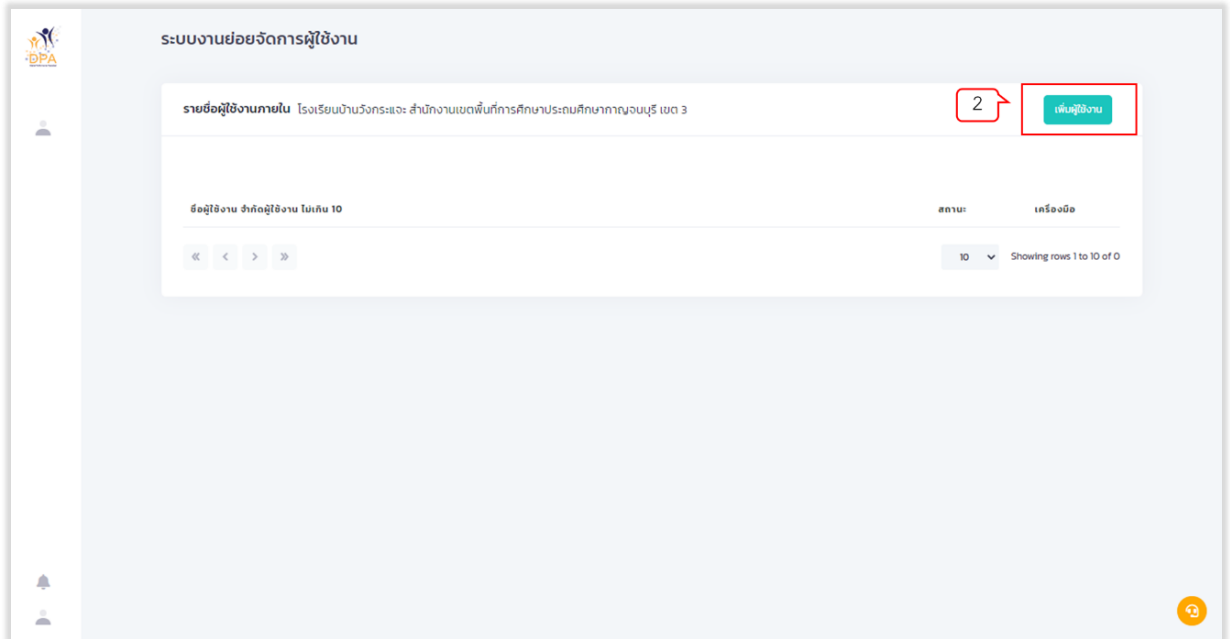 DPA
ระบบงานย่อยจัดการผู้ใช้งาน
รายชื่อผู้ใช้งานภายใน โรงเรียนบ้านวังกระแจะ สำนักงานเขตพื้นที่การศึกษาประถมศึกษากาญจนบุรี เขต 3
2
เพิ่มผู้ใช้งาน
ชื่อผู้ใช้งาน จำกัดผู้ใช้งาน ไม่เกิน 10 สถานะ เครื่องมือ
10 Showing rows 1 to 10 of 0